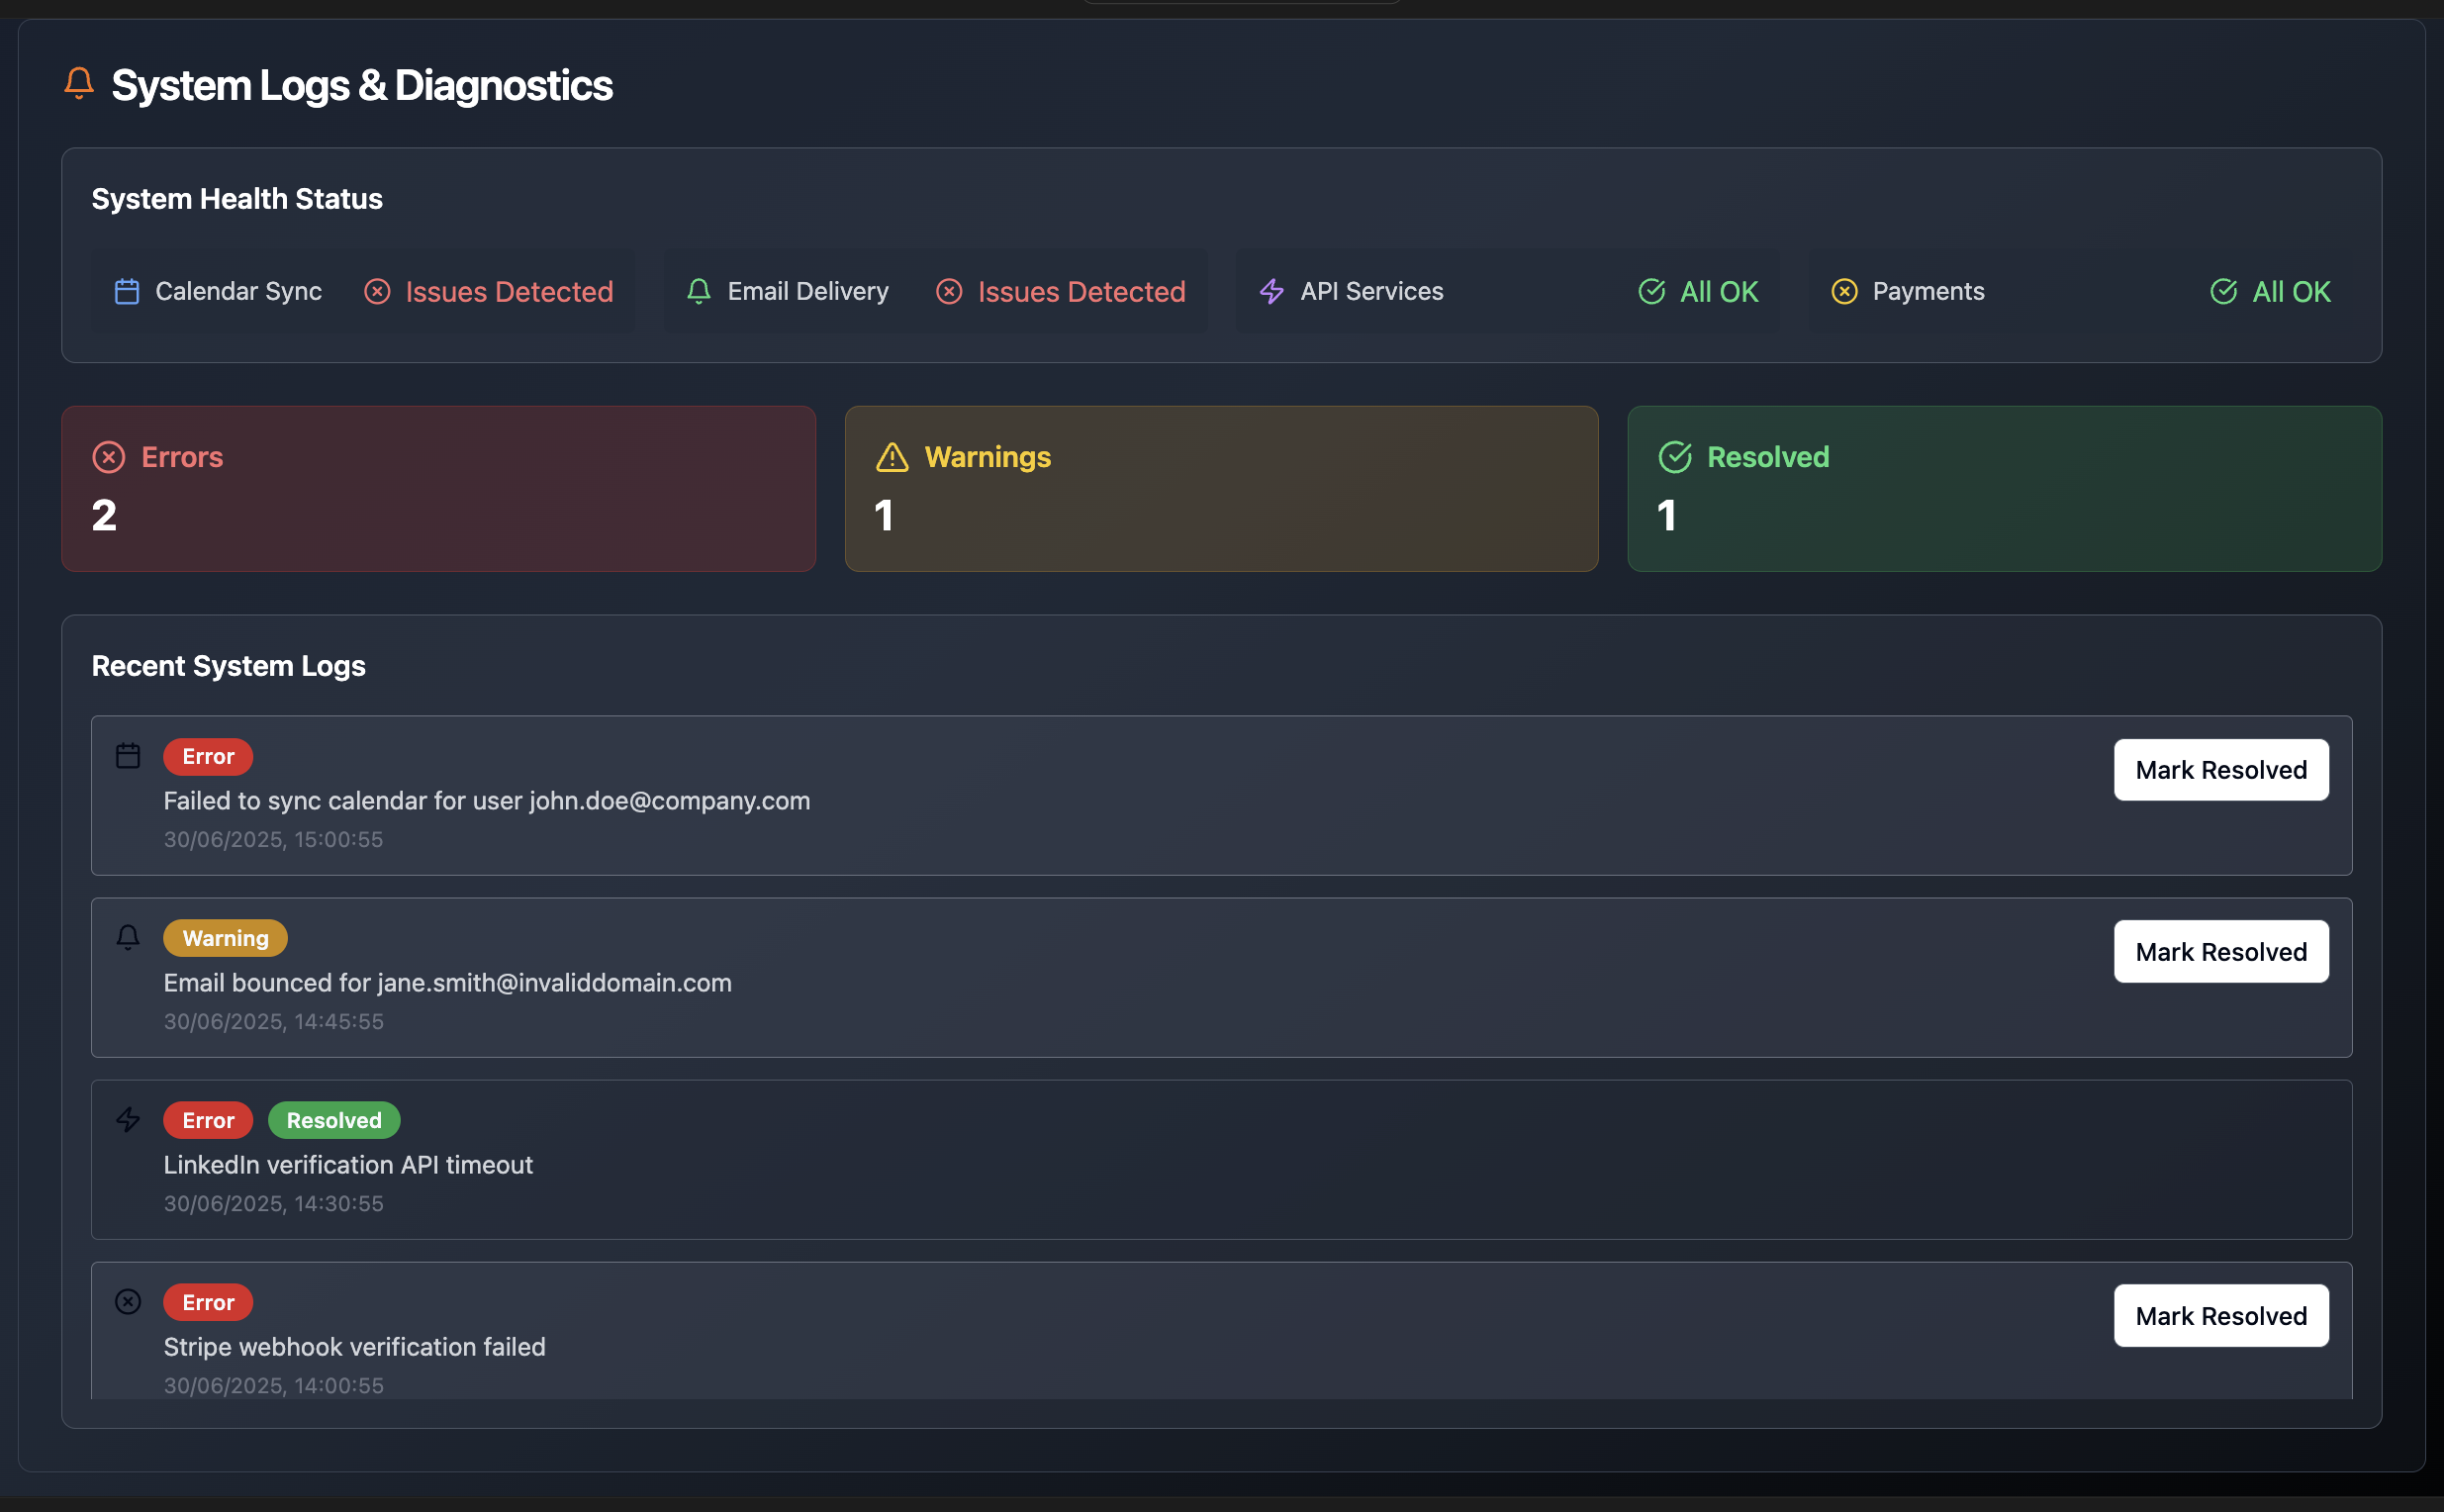 System Logs & Diagnostics
System Health Status
Calendar Sync Issues Detected Email Delivery Issues Detected API Services All OK Payments All OK
Errors
2
Warnings
1
Resolved
1
Recent System Logs
Error
Mark Resolved
Failed to sync calendar for user john.doe@company.com
30/06/2025, 15:00:55
Warning
Mark Resolved
Email bounced for jane.smith@invaliddomain.com
30/06/2025, 14:45:55
Error Resolved
LinkedIn verification API timeout
30/06/2025, 14:30:55
Error
Mark Resolved
Stripe webhook verification failed
30/06/2025, 14:00:55